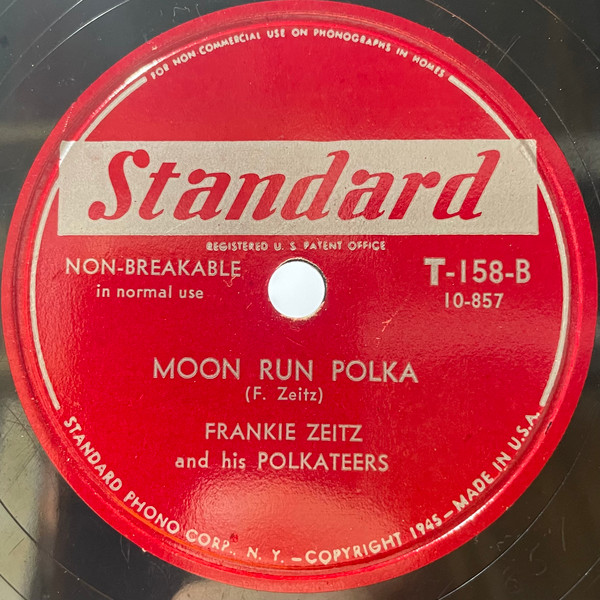 FOR NON COMMERCIAL USE ON PHONOGRAPHS IN HOMES
Standard
REGISTERED U. S. PATENT OFFICE
NON-BREAKABLE
in normal use
T-158-B
10-857
MOON RUN POLKA
(F. Zeitz)
FRANKIE ZEITZ
and his POLKATEERS
STANDARD PHONO CORP., N. Y. – COPYRIGHT 1945 – MADE IN U.S.A.